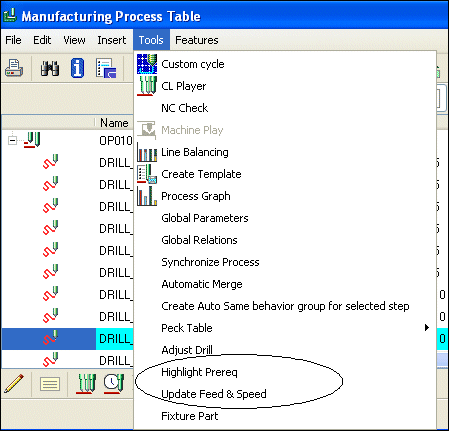 Manufacturing Process Table
File Edit View Insert Tools Features
Custom cycle
CL Player
NC Check
Machine Play
Line Balancing
Create Template
Process Graph
Global Parameters
Global Relations
Synchronize Process
Automatic Merge
Create Auto Same behavior group for selected step
Peck Table
Adjust Drill
Highlight Prereq
Update Feed & Speed
Fixture Part
Name
OP010
DRILL_
DRILL_
DRILL_
DRILL_
DRILL_
DRILL_
DRILL_
DRILL_
DRILL_
DRILL_